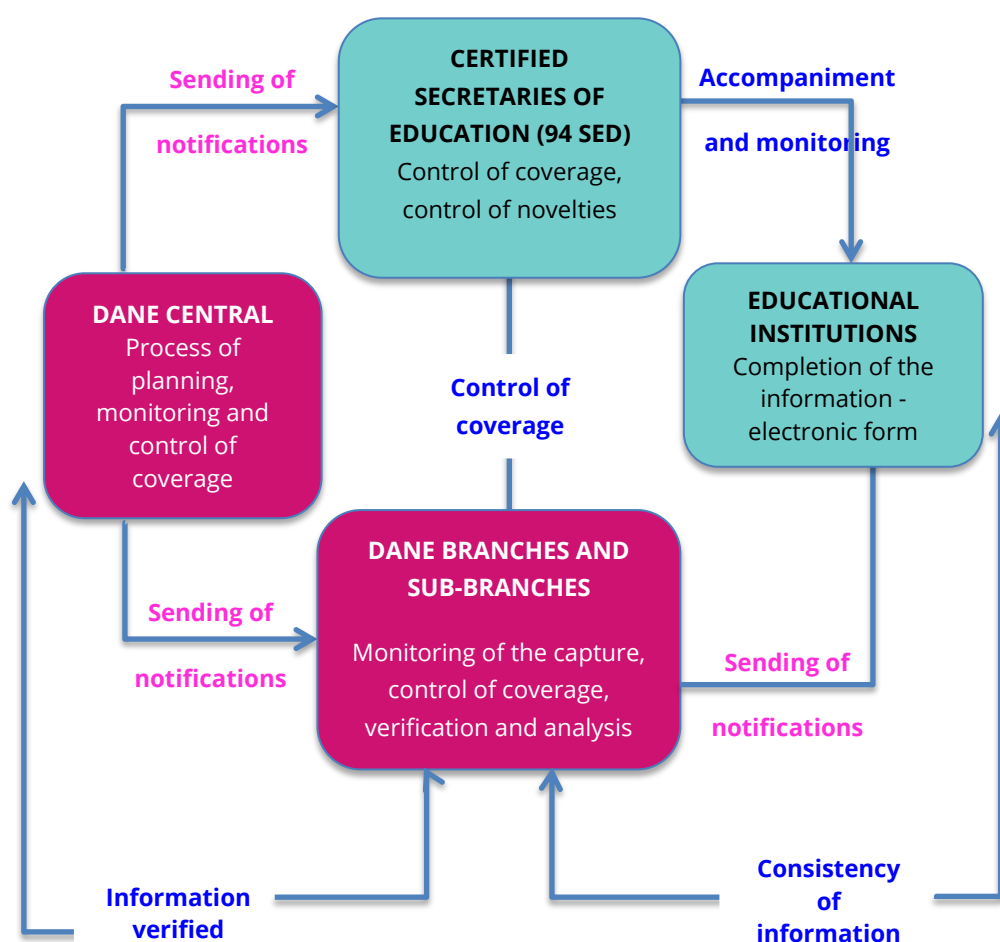 CERTIFIED
SECRETARIES OF
EDUCATION (94 SED)
Control of coverage,
control of novelties
Sending of
notifications
Accompaniment
and monitoring
DANE CENTRAL
Process of
planning,
monitoring and
control of
coverage
EDUCATIONAL
INSTITUTIONS
Completion of the
information -
electronic form
Control of
coverage
DANE BRANCHES AND
SUB-BRANCHES
Monitoring of the capture,
control of coverage,
verification and analysis
Sending of
notifications
Sending of
notifications
Information
verified
Consistency
of
information